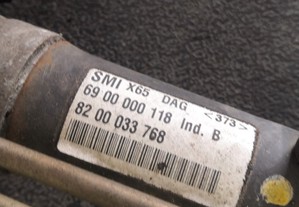 SMI X65 DAG <373>
69 00 000 118 Ind. B
82 00 033 768